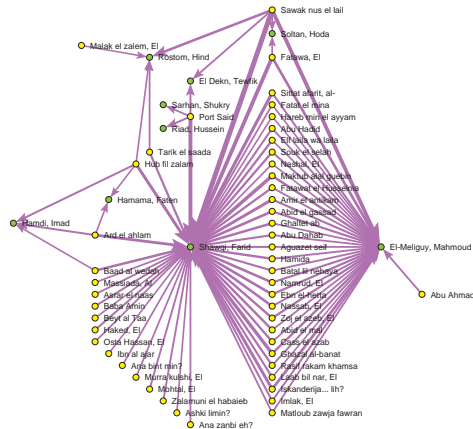 Sawak nus el lail
Soltan, Hoda
Malak el zalem, El
Rostom, Hind
Fatawa, El
El Dekn, Tewfik
Sittat afarit, al-
Sarhan, Shukry
Fatat el mina
Port Said
Hareb min el ayyam
Riad, Hussein
Abu Hadid
Elf laila wa laila
Tarik el saada
Souk el selah
Hub fil zalam
Nashal, El
Maktub alal guebin
Fatawat el Husseinia
Hamama, Faten
Amir el antikam
Abid el gassad
Hamdi, Imad
Ghaltet ab
Ard el ahlam
Abu Dahab
Shawqi, Farid
Aguazet seif
El-Meliguy, Mahmoud
Hamida
Baad al wedah
Batal lil nehaya
Massiada, Al
Namrud, El
Asrar el naas
Ebn el-hetta
Abu Ahmad
Baba Amin
Nassab, El
Beyt al Taa
Zoj el azeb, El
Haked, El
Abid el mal
Osta Hassan, El
Cass el azab
Ibn al ajar
Ghazal al-banat
Ana bint min?
Rasif rakam khamsa
Murra kulshi, El
Laab bil nar, El
Mohtal, El
Iskanderija... lih?
Zalamuni el habaieb
Imlak, El
Ashki limin?
Matloub zawja fawran
Ana zanbi eh?